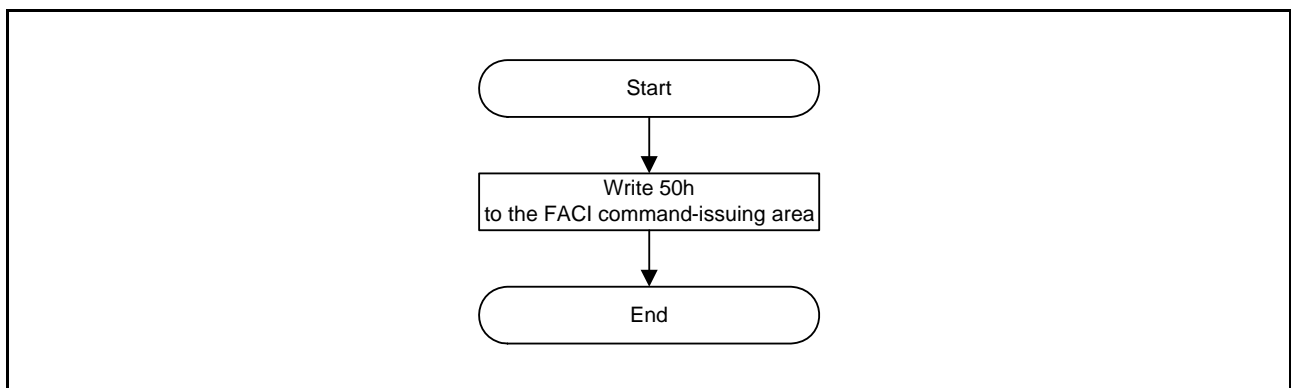 Start
Write 50h
to the FACI command-issuing area
End